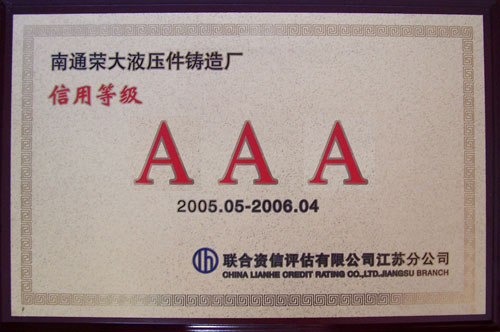 南通荣大液压件铸造厂
信用等级
A A A
2005.05-2006.04
联合资信评估有限公司江苏分公司
CHINA LIANHE CREDIT RATING CO.,LTD.JIANGSU BRANCH